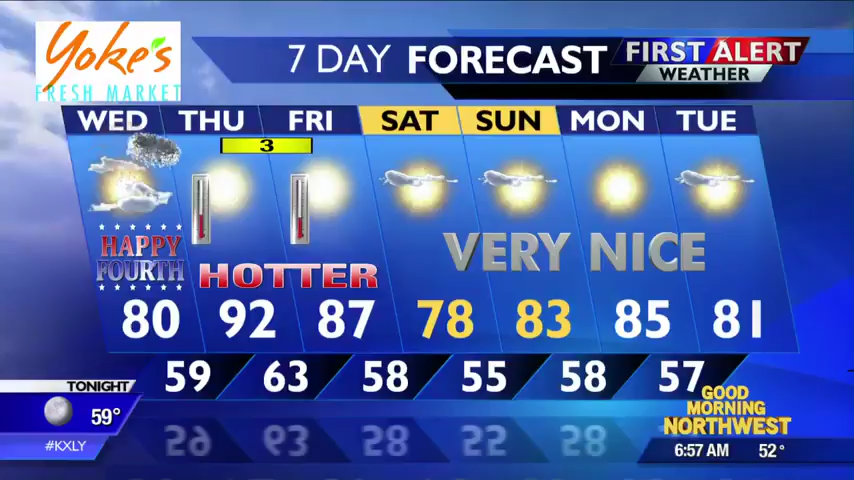 Yoke's
FRESH MARKET
7 DAY FORECAST
FIRST ALERT
WEATHER
WED THU FRI SAT SUN MON TUE
3
HAPPY
FOURTH
HOTTER
VERY NICE
80 92 87 78 83 85 81
59 63 58 55 58 57
TONIGHT
59°
#KXLY
GOOD
MORNING
NORTHWEST
6:57 AM 52°